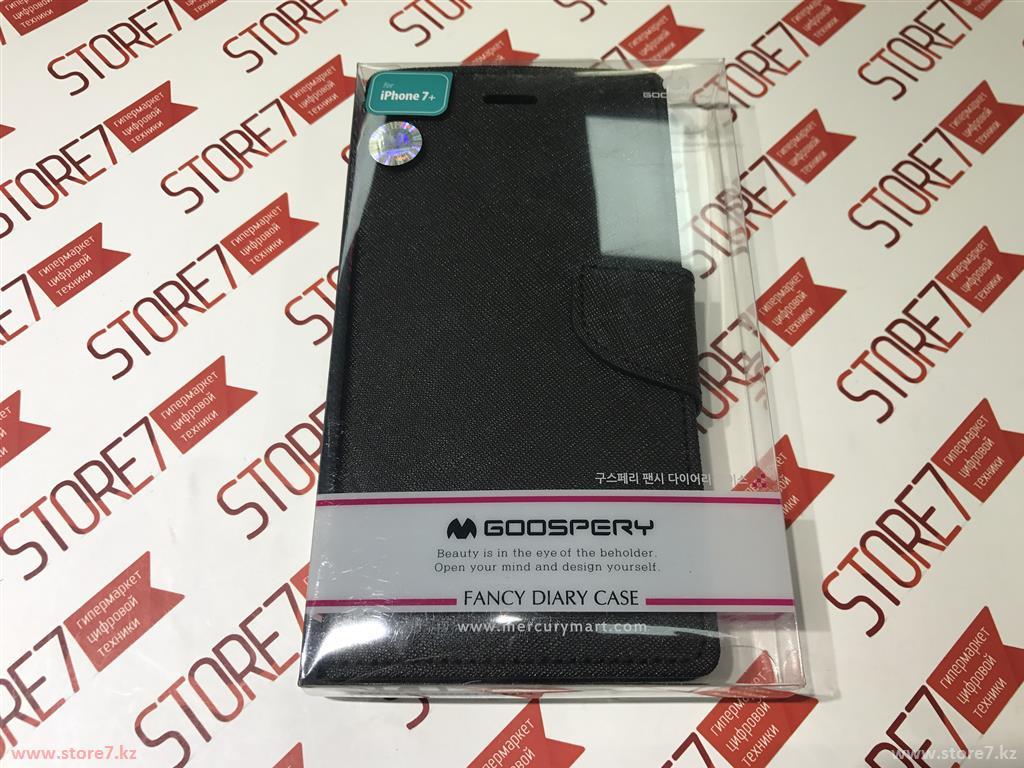 for
iPhone 7+
GOO
구스페리 팬시 다이어리
GOOSPERY
Beauty is in the eye of the beholder.
Open your mind and design yourself.
FANCY DIARY CASE
www.mercurymart.com
STORE7
гипермаркет
цифровой
техники
www.store7.kz
www.store7.kz